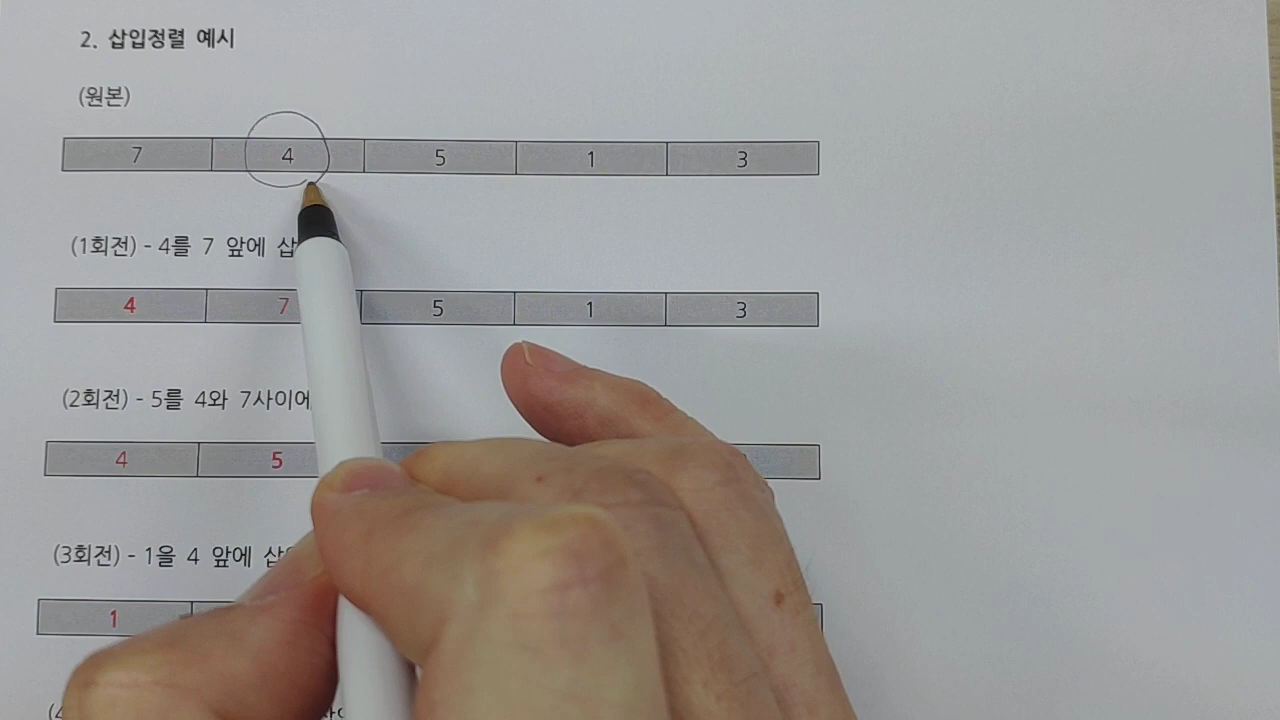 2. 삽입정렬 예시
(원본)
7 4 5 1 3
(1회전) - 4를 7 앞에
4 7 5 1 3
(2회전) - 5를 4와 7사이에
4 5
(3회전) - 1을 4 앞에
1